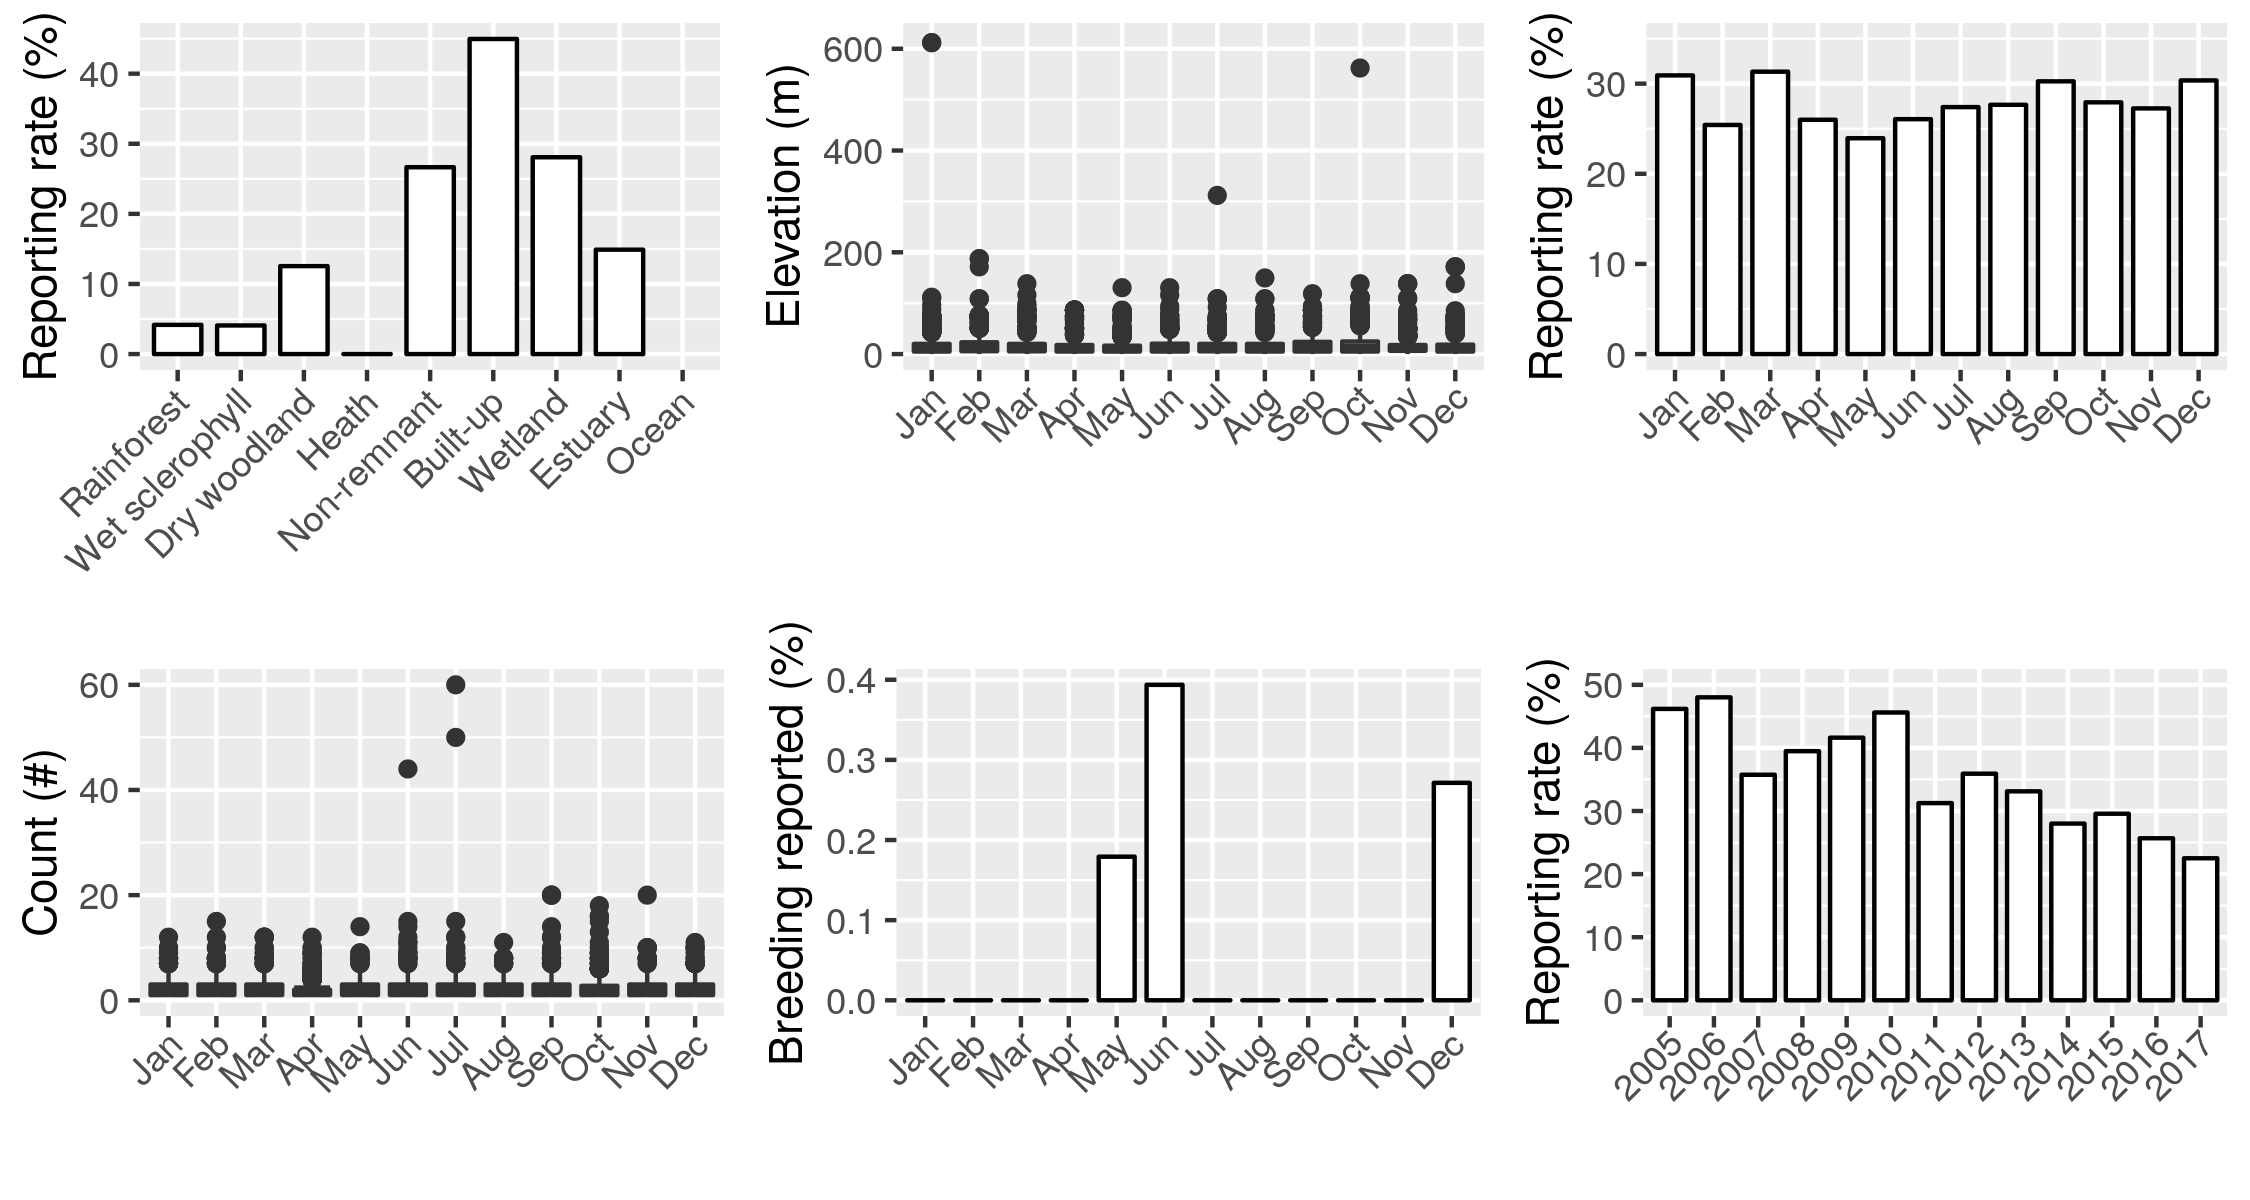 Reporting rate (%)
40
30
20
10
0
Rainforest
Wet sclerophyll
Dry woodland
Heath
Non-remnant
Built-up
Wetland
Estuary
Ocean
Elevation (m)
600
400
200
0
Jan
Feb
Mar
Apr
May
Jun
Jul
Aug
Sep
Oct
Nov
Dec
Reporting rate (%)
30
20
10
0
Jan
Feb
Mar
Apr
May
Jun
Jul
Aug
Sep
Oct
Nov
Dec
Count (#)
60
40
20
0
Jan
Feb
Mar
Apr
May
Jun
Jul
Aug
Sep
Oct
Nov
Dec
Breeding reported (%)
0.4
0.3
0.2
0.1
0.0
Jan
Feb
Mar
Apr
May
Jun
Jul
Aug
Sep
Oct
Nov
Dec
Reporting rate (%)
50
40
30
20
10
0
2005
2006
2007
2008
2009
2010
2011
2012
2013
2014
2015
2016
2017